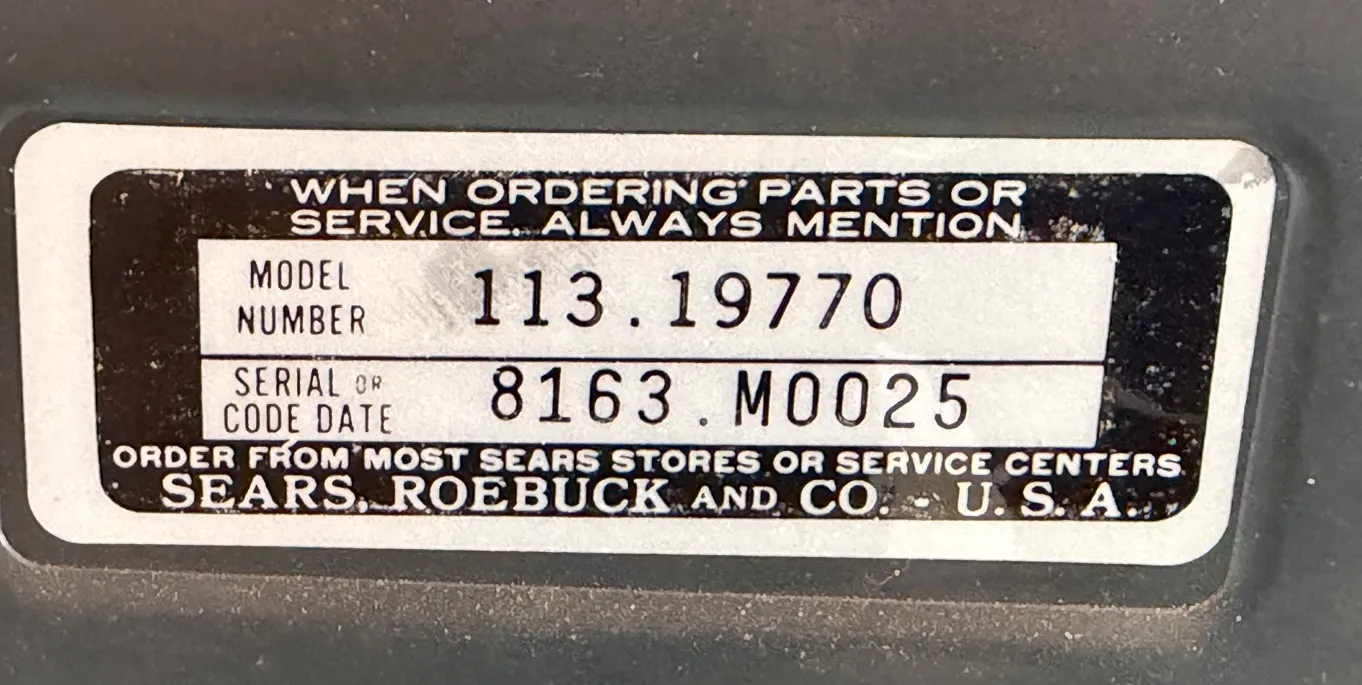 WHEN ORDERING PARTS OR
SERVICE, ALWAYS MENTION
MODEL
NUMBER
113.19770
SERIAL OR
CODE DATE
8163.M0025
ORDER FROM MOST SEARS STORES OR SERVICE CENTERS
SEARS, ROEBUCK AND CO. - U. S. A.